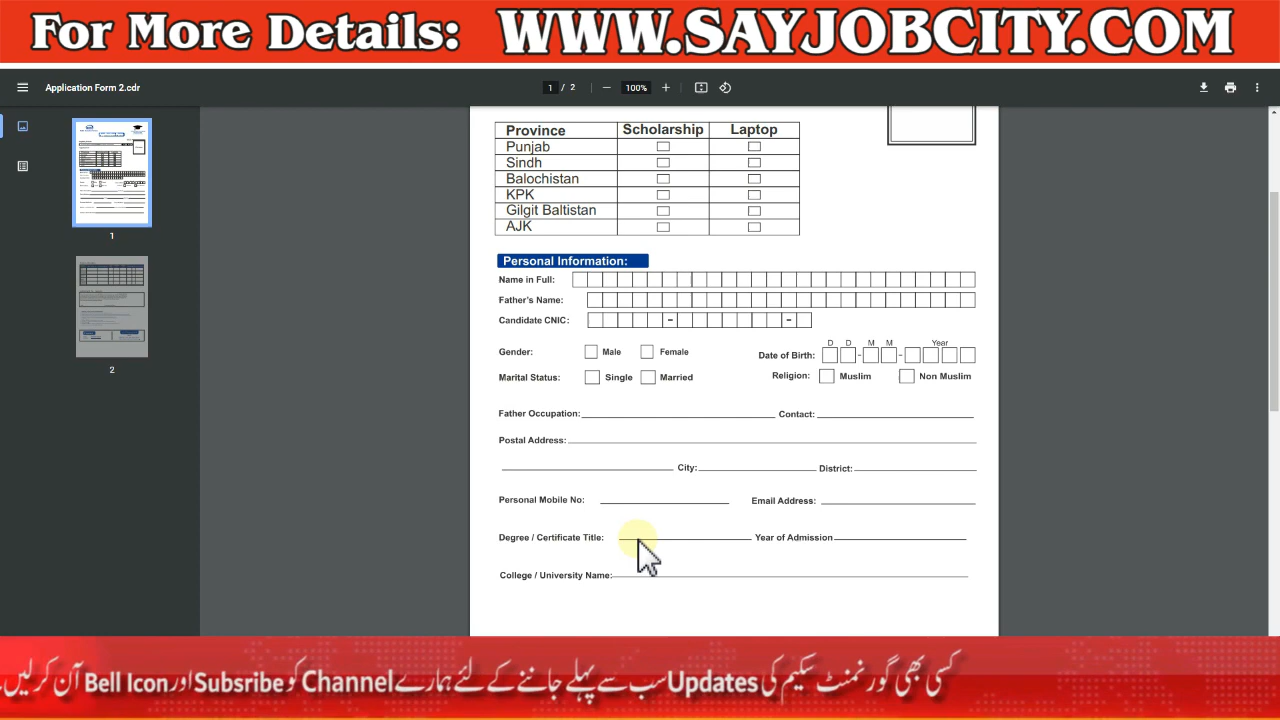 For More Details: WWW.SAYJOBCITY.COM
Application Form 2.cdr
1 / 2
100%
1
2
Province Scholarship Laptop
Punjab
Sindh
Balochistan
KPK
Gilgit Baltistan
AJK
Personal Information:
Name in Full:
Father's Name:
Candidate CNIC: - -
D D M M Year
Gender: Male Female Date of Birth: - -
Marital Status: Single Married Religion: Muslim Non Muslim
Father Occupation: Contact:
Postal Address:
City: District:
Personal Mobile No: Email Address:
Degree / Certificate Title: Year of Admission
College / University Name:
کسی بھی گورنمنٹ سکیم کی Updates سب سے پہلے جاننے کے لئے ہمارے Channel کو Subsribe اور Bell Icon آن کرلیں۔